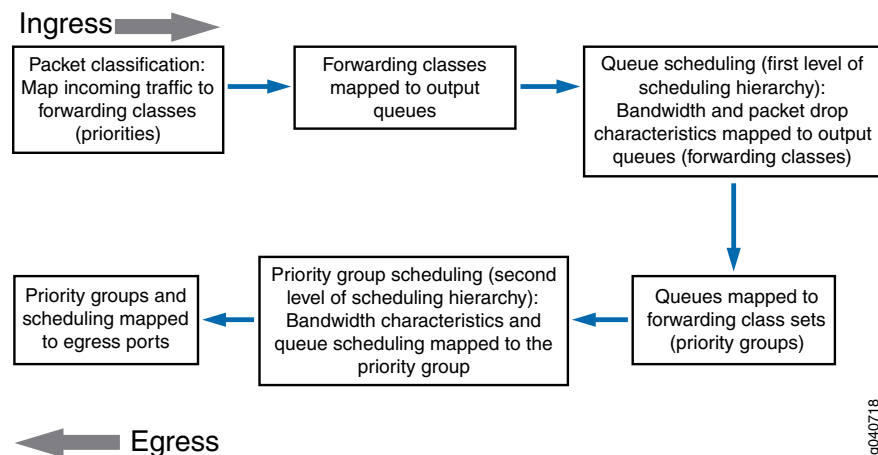 Ingress
Packet classification:
Map incoming traffic to
forwarding classes
(priorities)
Forwarding classes
mapped to output
queues
Queue scheduling (first level of
scheduling hierarchy):
Bandwidth and packet drop
characteristics mapped to output
queues (forwarding classes)
Queues mapped to
forwarding class sets
(priority groups)
Priority group scheduling (second
level of scheduling hierarchy):
Bandwidth characteristics and
queue scheduling mapped to the
priority group
Priority groups and
scheduling mapped
to egress ports
Egress
g040718